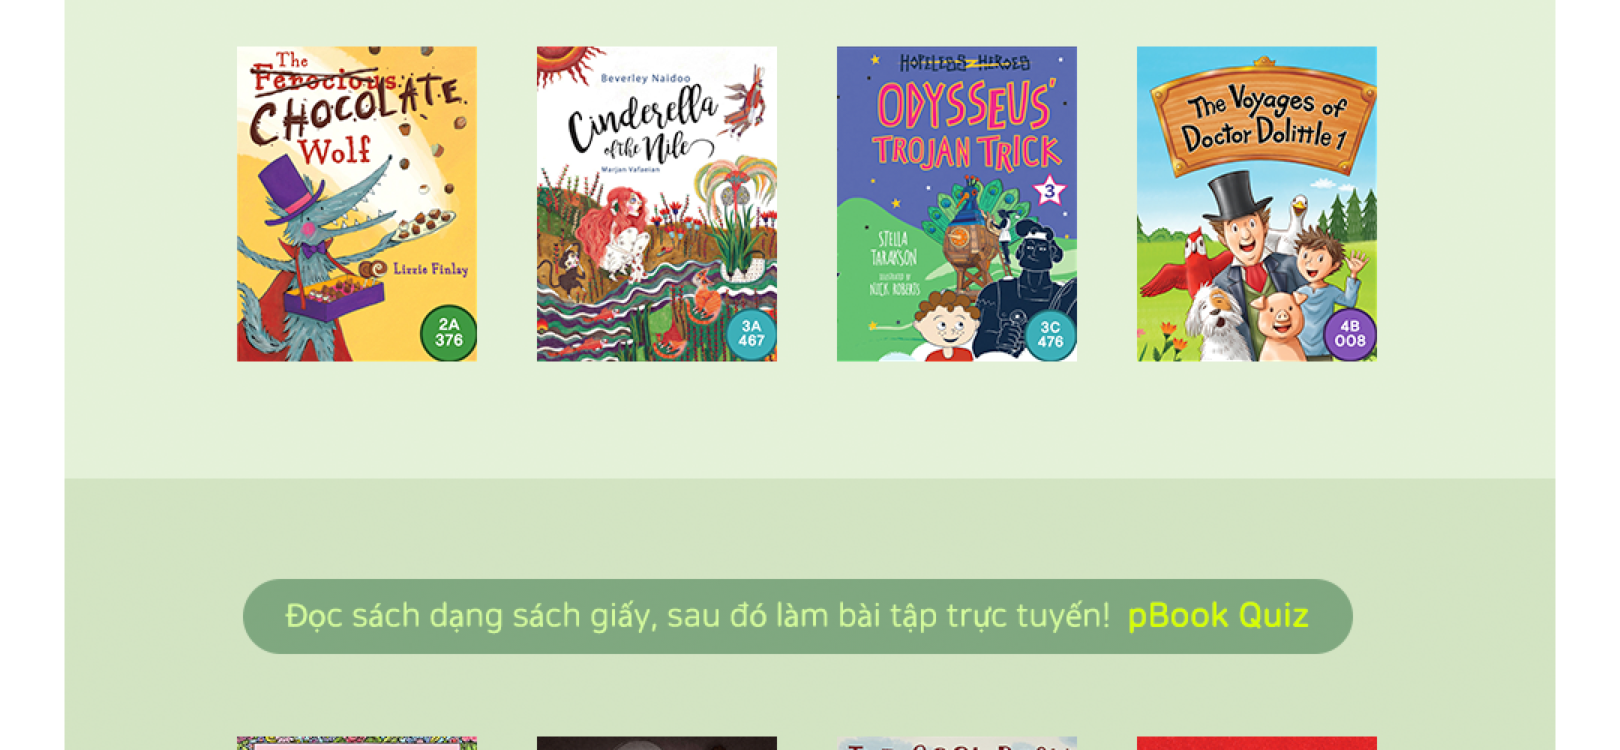 The
Ferocious
CHOCOLATE
Wolf
Lizzie Finlay
2A
376
Beverley Naidoo
Cinderella
of the Nile
Marjan Vafaeian
3A
467
HOPELESS HEROES
ODYSSEUS'
TROJAN TRICK
3
STELLA
TARAKSON
ILLUSTRATED BY
NICK ROBERTS
3C
476
The Voyages of
Doctor Dolittle 1
4B
008
Đọc sách dạng sách giấy, sau đó làm bài tập trực tuyến! pBook Quiz